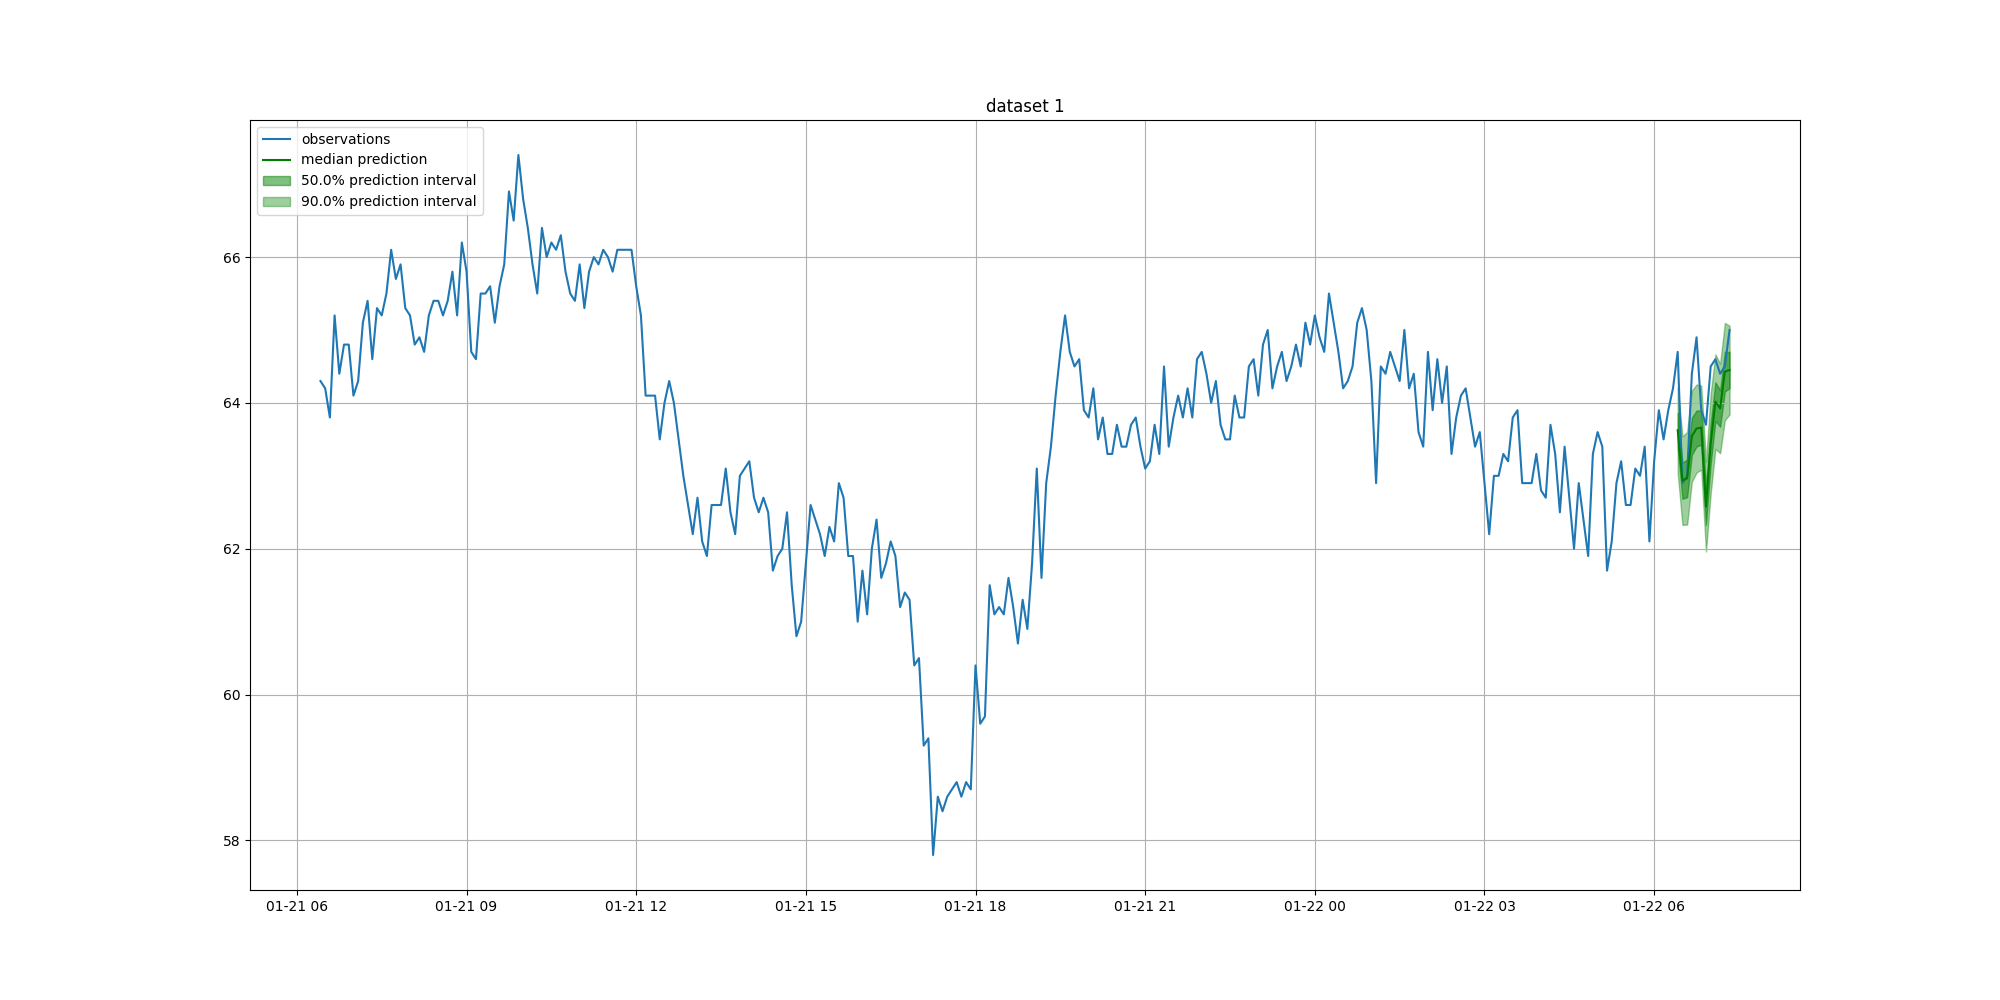 dataset 1
observations
median prediction
50.0% prediction interval
90.0% prediction interval
66
64
62
60
58
01-21 06
01-21 09
01-21 12
01-21 15
01-21 18
01-21 21
01-22 00
01-22 03
01-22 06